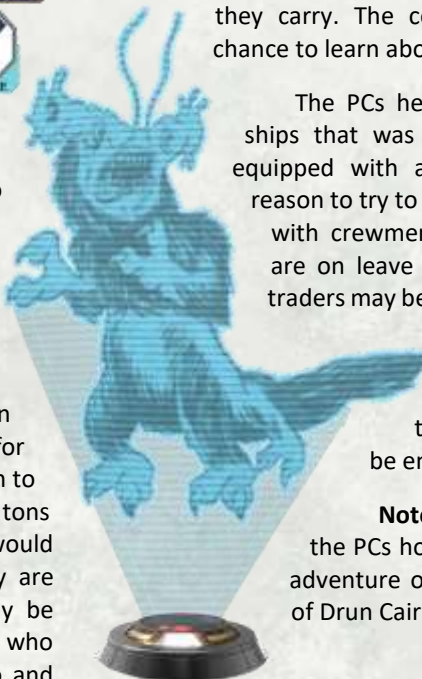 they carry. The co
chance to learn abo
The PCs he
ships that was
equipped with a
reason to try to
with crewmen
are on leave
traders may be
t
be en
Note
the PCs ho
adventure o
of Drun Cair
n
for
n to
tons
would
y are
y be
who
o and